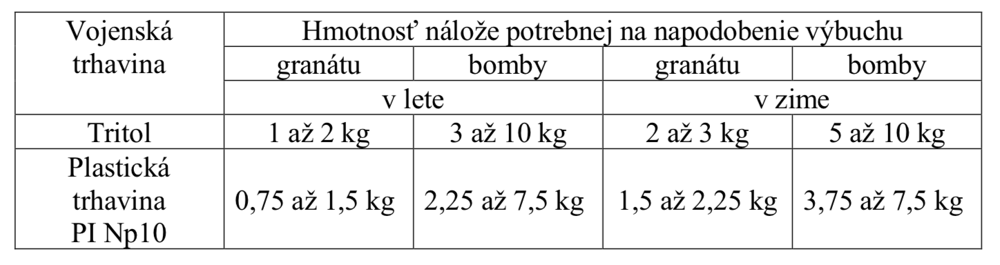 Vojenská trhavina
Hmotnosť nálože potrebnej na napodobenie výbuchu
granátu bomby granátu bomby
v lete v zime
Tritol 1 až 2 kg 3 až 10 kg 2 až 3 kg 5 až 10 kg
Plastická
trhavina
PI Np10
0,75 až 1,5 kg 2,25 až 7,5 kg 1,5 až 2,25 kg 3,75 až 7,5 kg